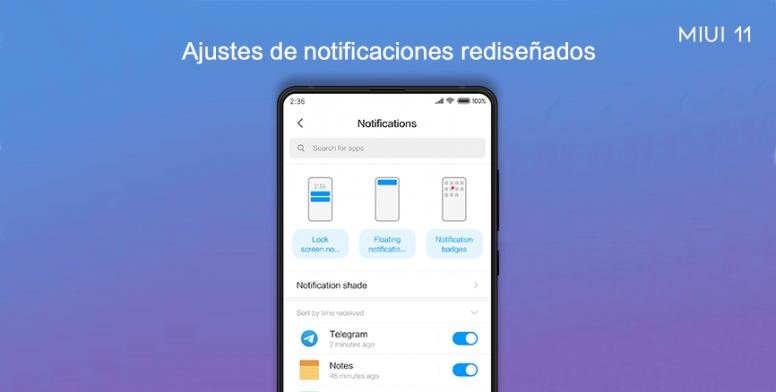 MIUI 11
Ajustes de notificaciones rediseñados
2:36
100%
Notifications
Search for apps
2:36
Lock
screen no...
Floating
notificatio...
Notification
badges
Notification shade
Sort by time received
Telegram
2 minutes ago
Notes
46 minutes ago